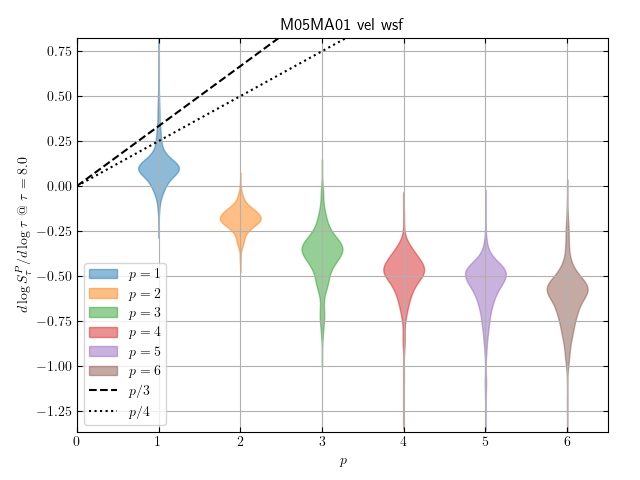 M05MA01 vel wsf
d log S_τ^P / d log τ @ τ = 8.0
0.75
0.50
0.25
0.00
−0.25
−0.50
−0.75
−1.00
−1.25
p = 1
p = 2
p = 3
p = 4
p = 5
p = 6
p/3
p/4
0 1 2 3 4 5 6
p